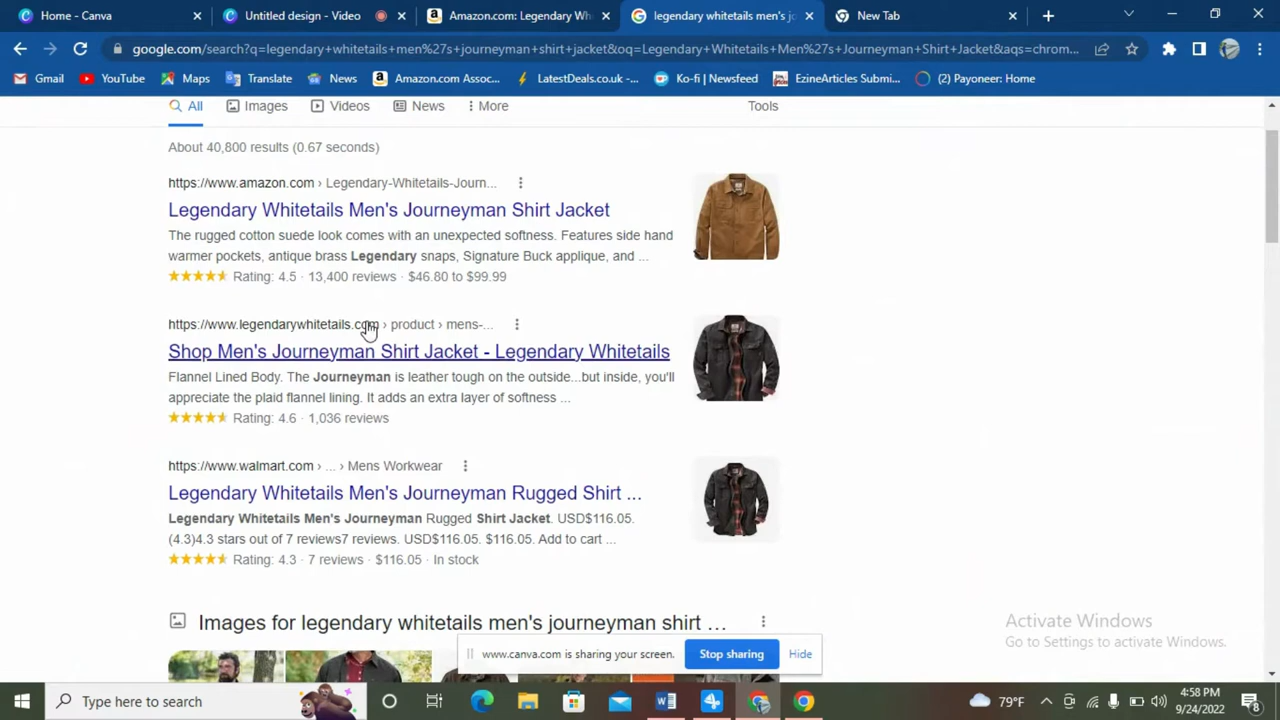 Home - Canva
Untitled design - Video
Amazon.com: Legendary Wh
legendary whitetails men's jo
New Tab
google.com/search?q=legendary+whitetails+men%27s+journeyman+shirt+jacket&oq=Legendary+Whitetails+Men%27s+Journeyman+Shirt+Jacket&aqs=chrom...
Gmail
YouTube
Maps
Translate
News
Amazon.com Assoc...
LatestDeals.co.uk -...
Ko-fi | Newsfeed
EzineArticles Submi...
(2) Payoneer: Home
All
Images
Videos
News
More
Tools
About 40,800 results (0.67 seconds)
https://www.amazon.com › Legendary-Whitetails-Journ...
Legendary Whitetails Men's Journeyman Shirt Jacket
The rugged cotton suede look comes with an unexpected softness. Features side hand
warmer pockets, antique brass Legendary snaps, Signature Buck applique, and ...
Rating: 4.5 · 13,400 reviews · $46.80 to $99.99
https://www.legendarywhitetails.com › product › mens-...
Shop Men's Journeyman Shirt Jacket - Legendary Whitetails
Flannel Lined Body. The Journeyman is leather tough on the outside...but inside, you'll
appreciate the plaid flannel lining. It adds an extra layer of softness ...
Rating: 4.6 · 1,036 reviews
https://www.walmart.com › ... › Mens Workwear
Legendary Whitetails Men's Journeyman Rugged Shirt ...
Legendary Whitetails Men's Journeyman Rugged Shirt Jacket. USD$116.05.
(4.3)4.3 stars out of 7 reviews7 reviews. USD$116.05. $116.05. Add to cart ...
Rating: 4.3 · 7 reviews · $116.05 · In stock
Images for legendary whitetails men's journeyman shirt ...
Activate Windows
Go to Settings to activate Windows.
www.canva.com is sharing your screen.
Stop sharing
Hide
Type here to search
79°F
4:58 PM
9/24/2022
8